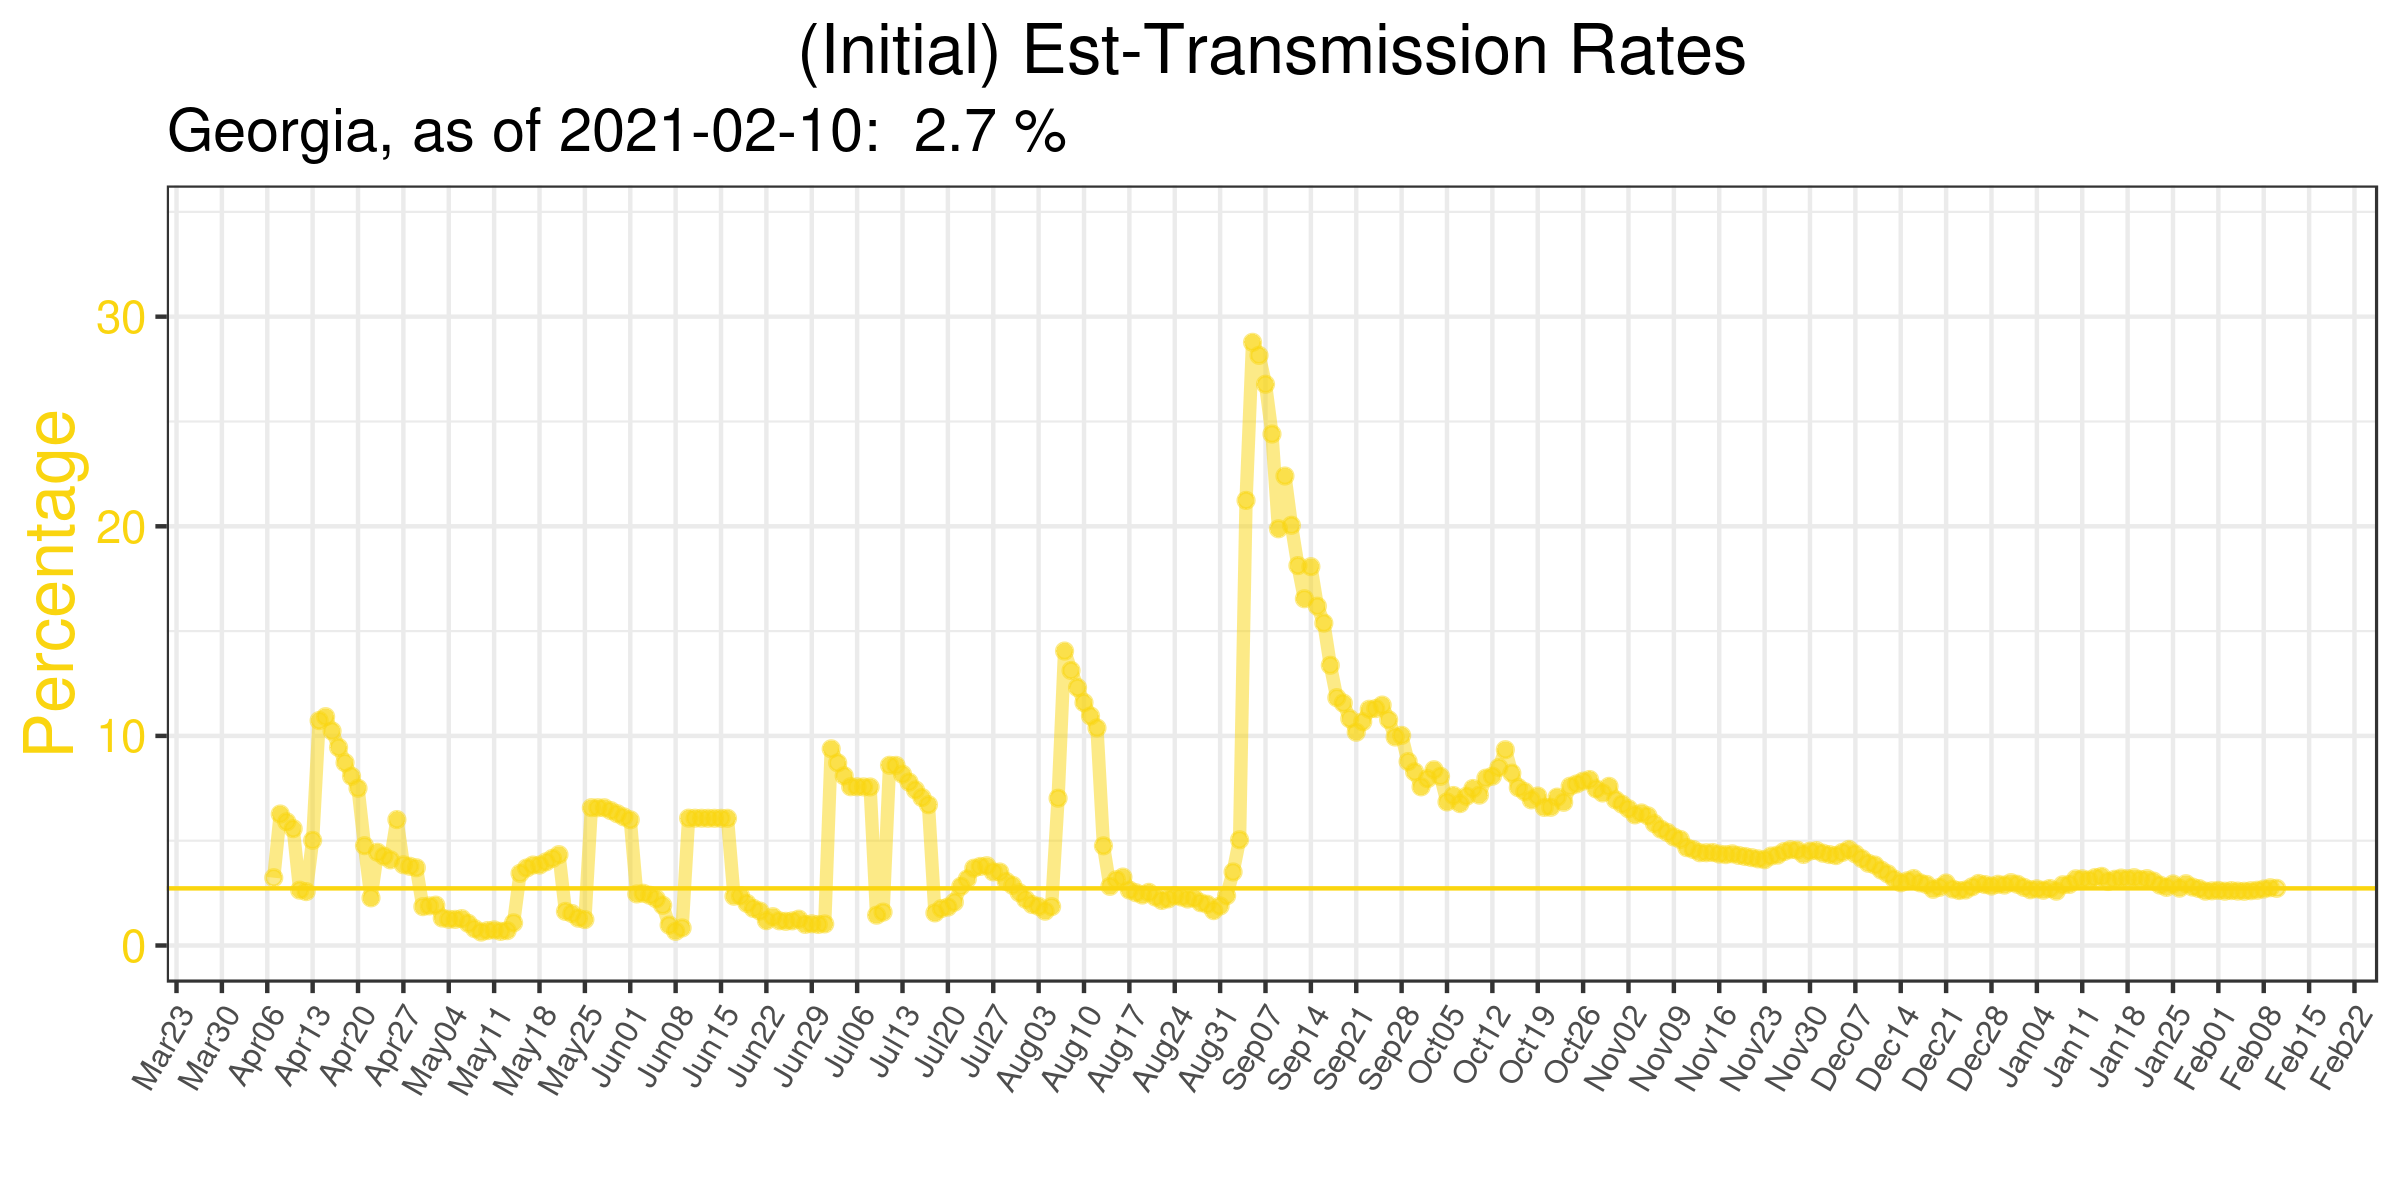 (Initial) Est-Transmission Rates
Georgia, as of 2021-02-10:  2.7 %
Percentage
30
20
10
0
Mar23
Mar30
Apr06
Apr13
Apr20
Apr27
May04
May11
May18
May25
Jun01
Jun08
Jun15
Jun22
Jun29
Jul06
Jul13
Jul20
Jul27
Aug03
Aug10
Aug17
Aug24
Aug31
Sep07
Sep14
Sep21
Sep28
Oct05
Oct12
Oct19
Oct26
Nov02
Nov09
Nov16
Nov23
Nov30
Dec07
Dec14
Dec21
Dec28
Jan04
Jan11
Jan18
Jan25
Feb01
Feb08
Feb15
Feb22